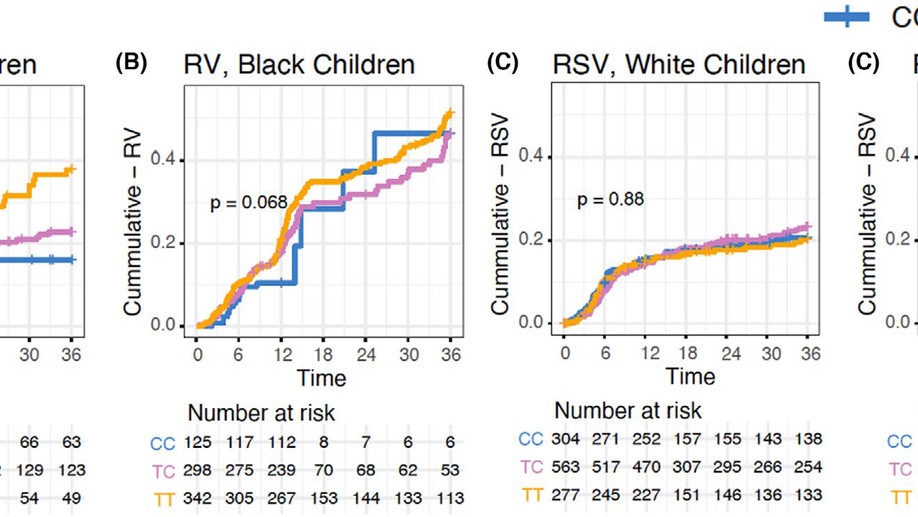 CC
ren
(B) RV, Black Children
(C) RSV, White Children
(C)
Cummulative – RV
0.4
0.2
0.0
p = 0.068
0 6 12 18 24 30 36
Time
Cummulative – RSV
0.4
0.2
0.0
p = 0.88
0 6 12 18 24 30 36
Time
Cummulative – RSV
0.4
0.2
0.0
30 36
66 63
129 123
54 49
Number at risk
CC 125 117 112 8 7 6 6
TC 298 275 239 70 68 62 53
TT 342 305 267 153 144 133 113
Number at risk
CC 304 271 252 157 155 143 138
TC 563 517 470 307 295 266 254
TT 277 245 227 151 146 136 133
CC
TC
TT